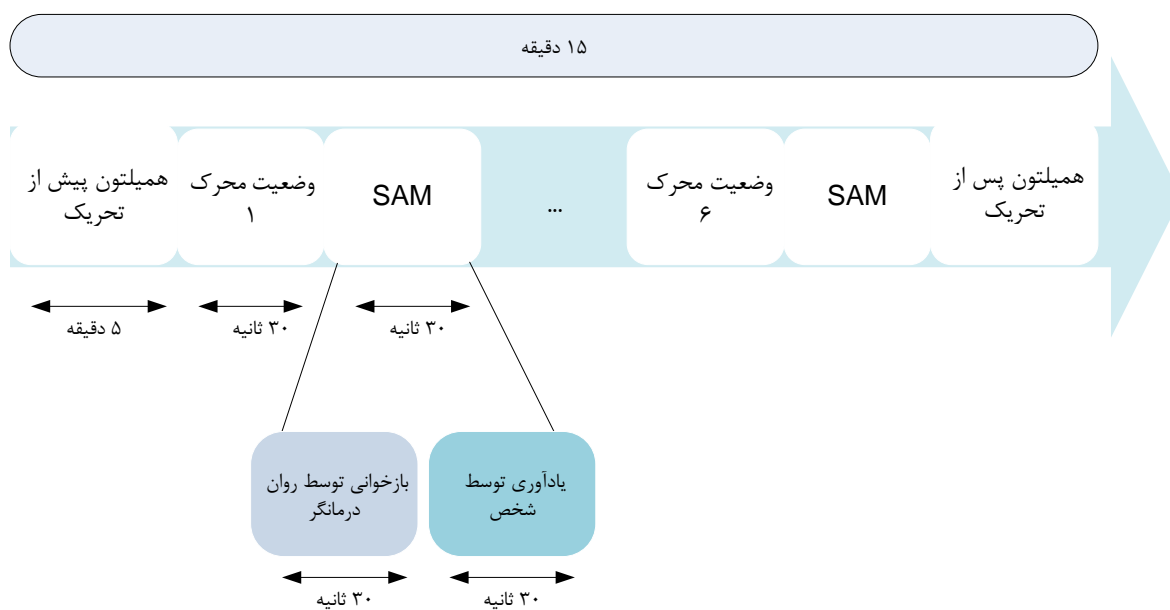 ۱۵ دقیقه
همیلتون پیش از
تحریک
وضعیت محرک
۱
SAM
...
وضعیت محرک
۶
SAM
همیلتون پس از
تحریک
۵ دقیقه
۳۰ ثانیه
۳۰ ثانیه
بازخوانی توسط روان
درمانگر
یادآوری توسط
شخص
۳۰ ثانیه
۳۰ ثانیه